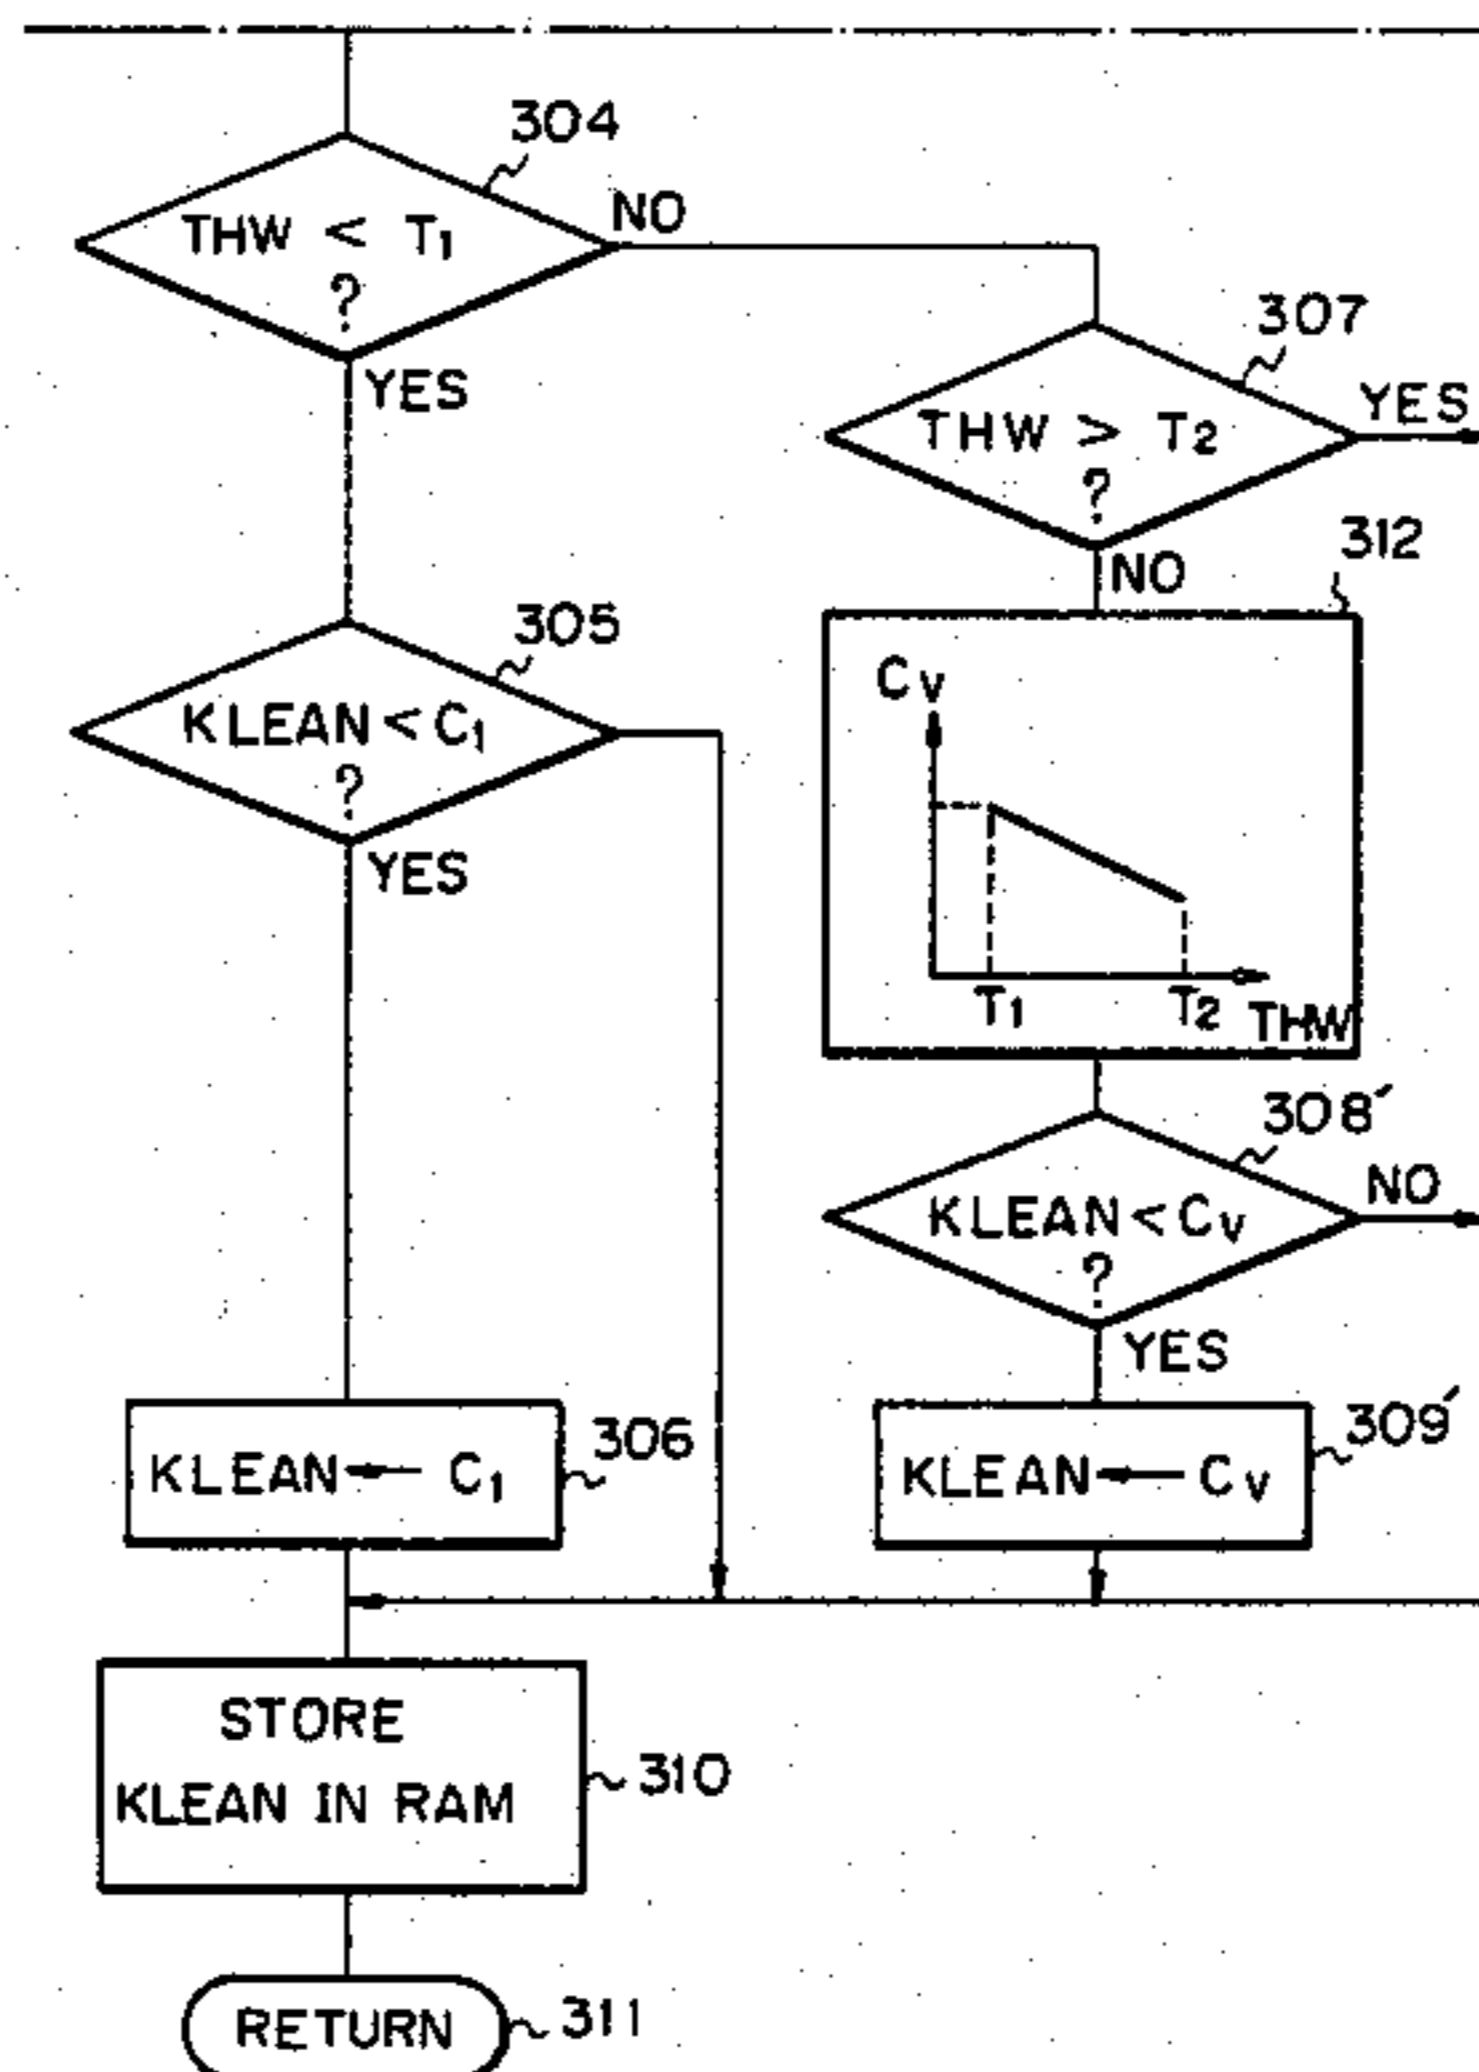 304
THW < T1
?
NO
YES
307
THW > T2
?
YES
NO
312
Cv
T1
T2
THW
305
KLEAN < C1
?
YES
308´
KLEAN < Cv
?
NO
YES
306
KLEAN ← C1
309´
KLEAN ← Cv
STORE
KLEAN IN RAM
310
RETURN
311